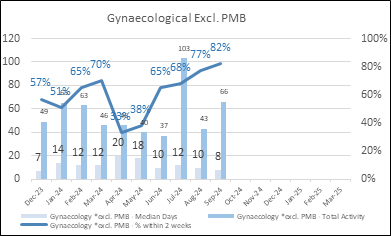 Gynaecological Excl. PMB
120
100
80
60
40
20
0
100%
80%
60%
40%
20%
0%
57%
51%
65%
70%
33%
38%
65%
68%
77%
82%
49
63
46
40
37
103
43
66
7
14
12
12
20
18
10
12
10
8
Dec-23
Jan-24
Feb-24
Mar-24
Apr-24
May-24
Jun-24
Jul-24
Aug-24
Sep-24
Oct-24
Nov-24
Dec-24
Jan-25
Feb-25
Mar-25
Gynaecology *excl. PMB - Median Days
Gynaecology *excl. PMB - Total Activity
Gynaecology *excl. PMB - % within 2 weeks